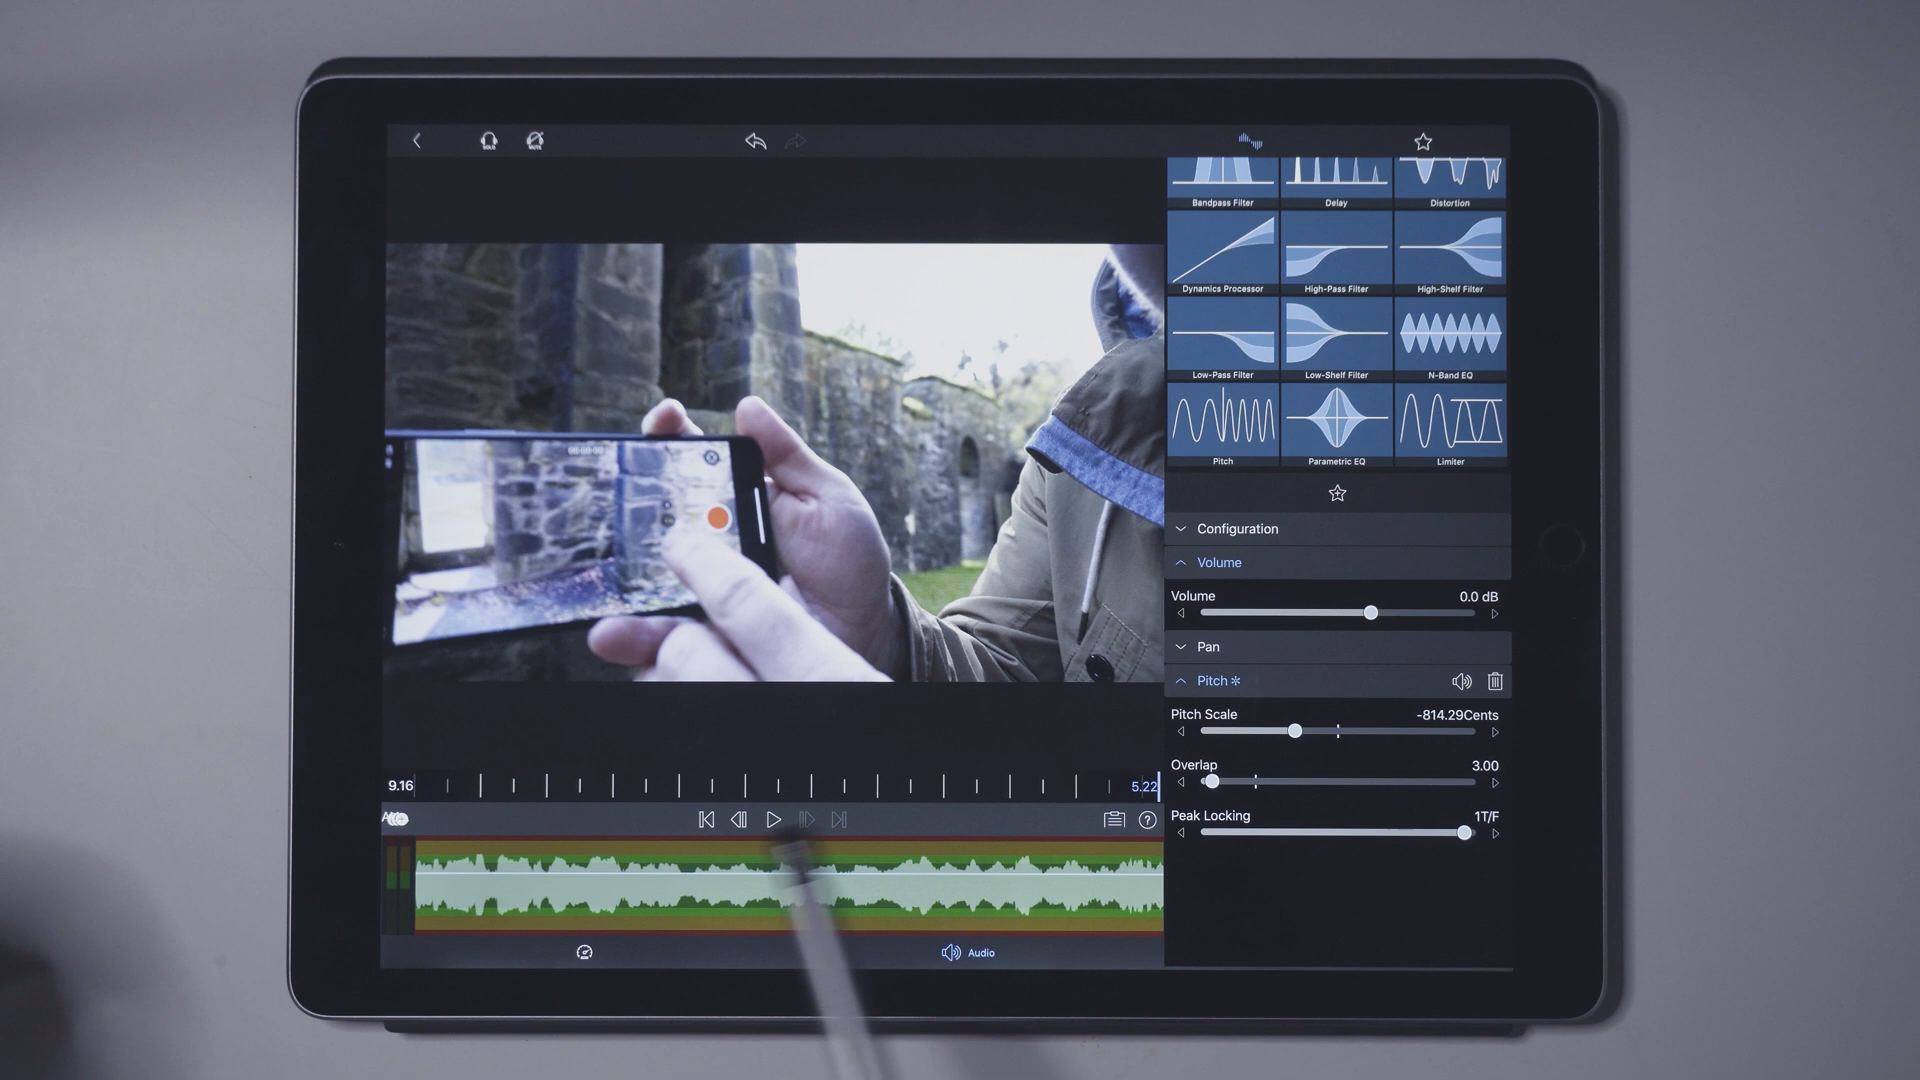 SOLO
MUTE
Bandpass Filter
Delay
Distortion
Dynamics Processor
High-Pass Filter
High-Shelf Filter
Low-Pass Filter
Low-Shelf Filter
N-Band EQ
Pitch
Parametric EQ
Limiter
Configuration
Volume
Volume 0.0 dB
Pan
Pitch *
Pitch Scale -814.29Cents
Overlap 3.00
Peak Locking 1T/F
9.16 5.22
Audio